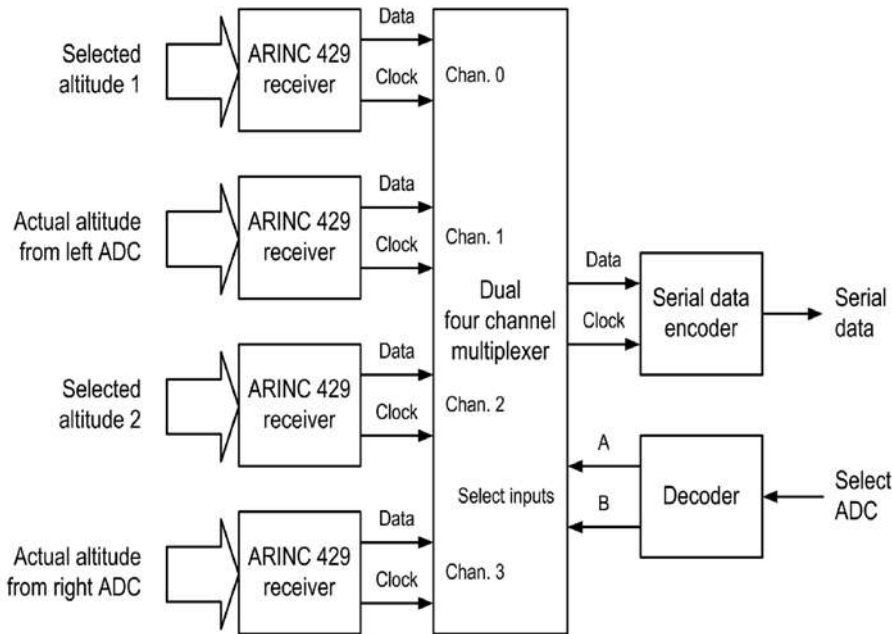 Selected
altitude 1
ARINC 429
receiver
Data
Clock
Chan. 0
Actual altitude
from left ADC
ARINC 429
receiver
Data
Clock
Chan. 1
Dual
four channel
multiplexer
Data
Clock
Serial data
encoder
Serial
data
Selected
altitude 2
ARINC 429
receiver
Data
Clock
Chan. 2
Select inputs
A
B
Decoder
Select
ADC
Actual altitude
from right ADC
ARINC 429
receiver
Data
Clock
Chan. 3